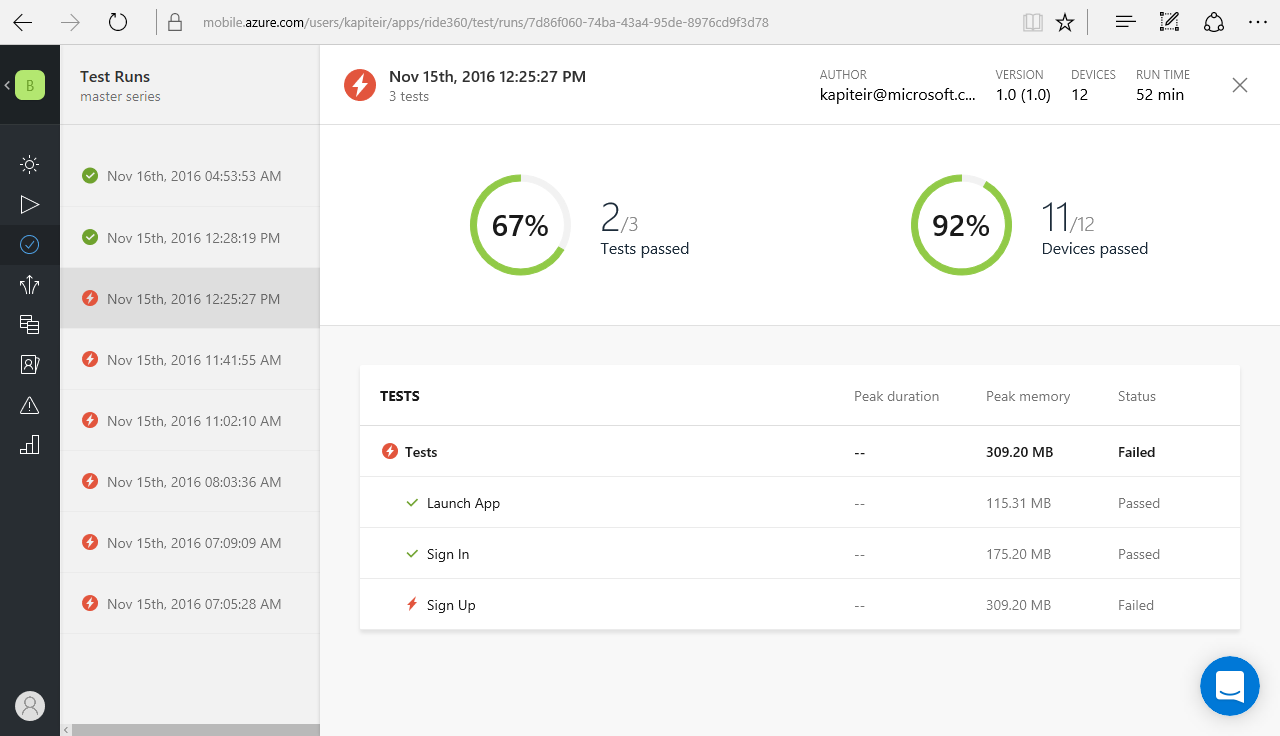 mobile.azure.com/users/kapiteir/apps/ride360/test/runs/7d86f060-74ba-43a4-95de-8976cd9f3d78
B
Test Runs
master series
Nov 16th, 2016 04:53:53 AM
Nov 15th, 2016 12:28:19 PM
Nov 15th, 2016 12:25:27 PM
Nov 15th, 2016 11:41:55 AM
Nov 15th, 2016 11:02:10 AM
Nov 15th, 2016 08:03:36 AM
Nov 15th, 2016 07:09:09 AM
Nov 15th, 2016 07:05:28 AM
Nov 15th, 2016 12:25:27 PM
3 tests
AUTHOR VERSION DEVICES RUN TIME
kapiteir@microsoft.c... 1.0 (1.0) 12 52 min
67% 2/3 Tests passed
92% 11/12 Devices passed
TESTS Peak duration Peak memory Status
Tests -- 309.20 MB Failed
Launch App -- 115.31 MB Passed
Sign In -- 175.20 MB Passed
Sign Up -- 309.20 MB Failed